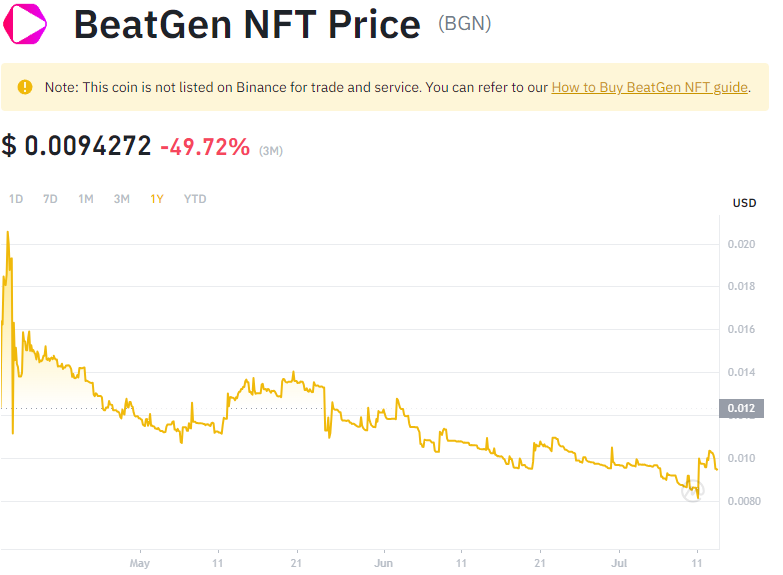 BeatGen NFT Price (BGN)
Note: This coin is not listed on Binance for trade and service. You can refer to our How to Buy BeatGen NFT guide.
$ 0.0094272 -49.72% (3M)
1D 7D 1M 3M 1Y YTD
USD
0.020
0.018
0.016
0.014
0.012
0.010
0.0080
May 11 21 Jun 11 21 Jul 11